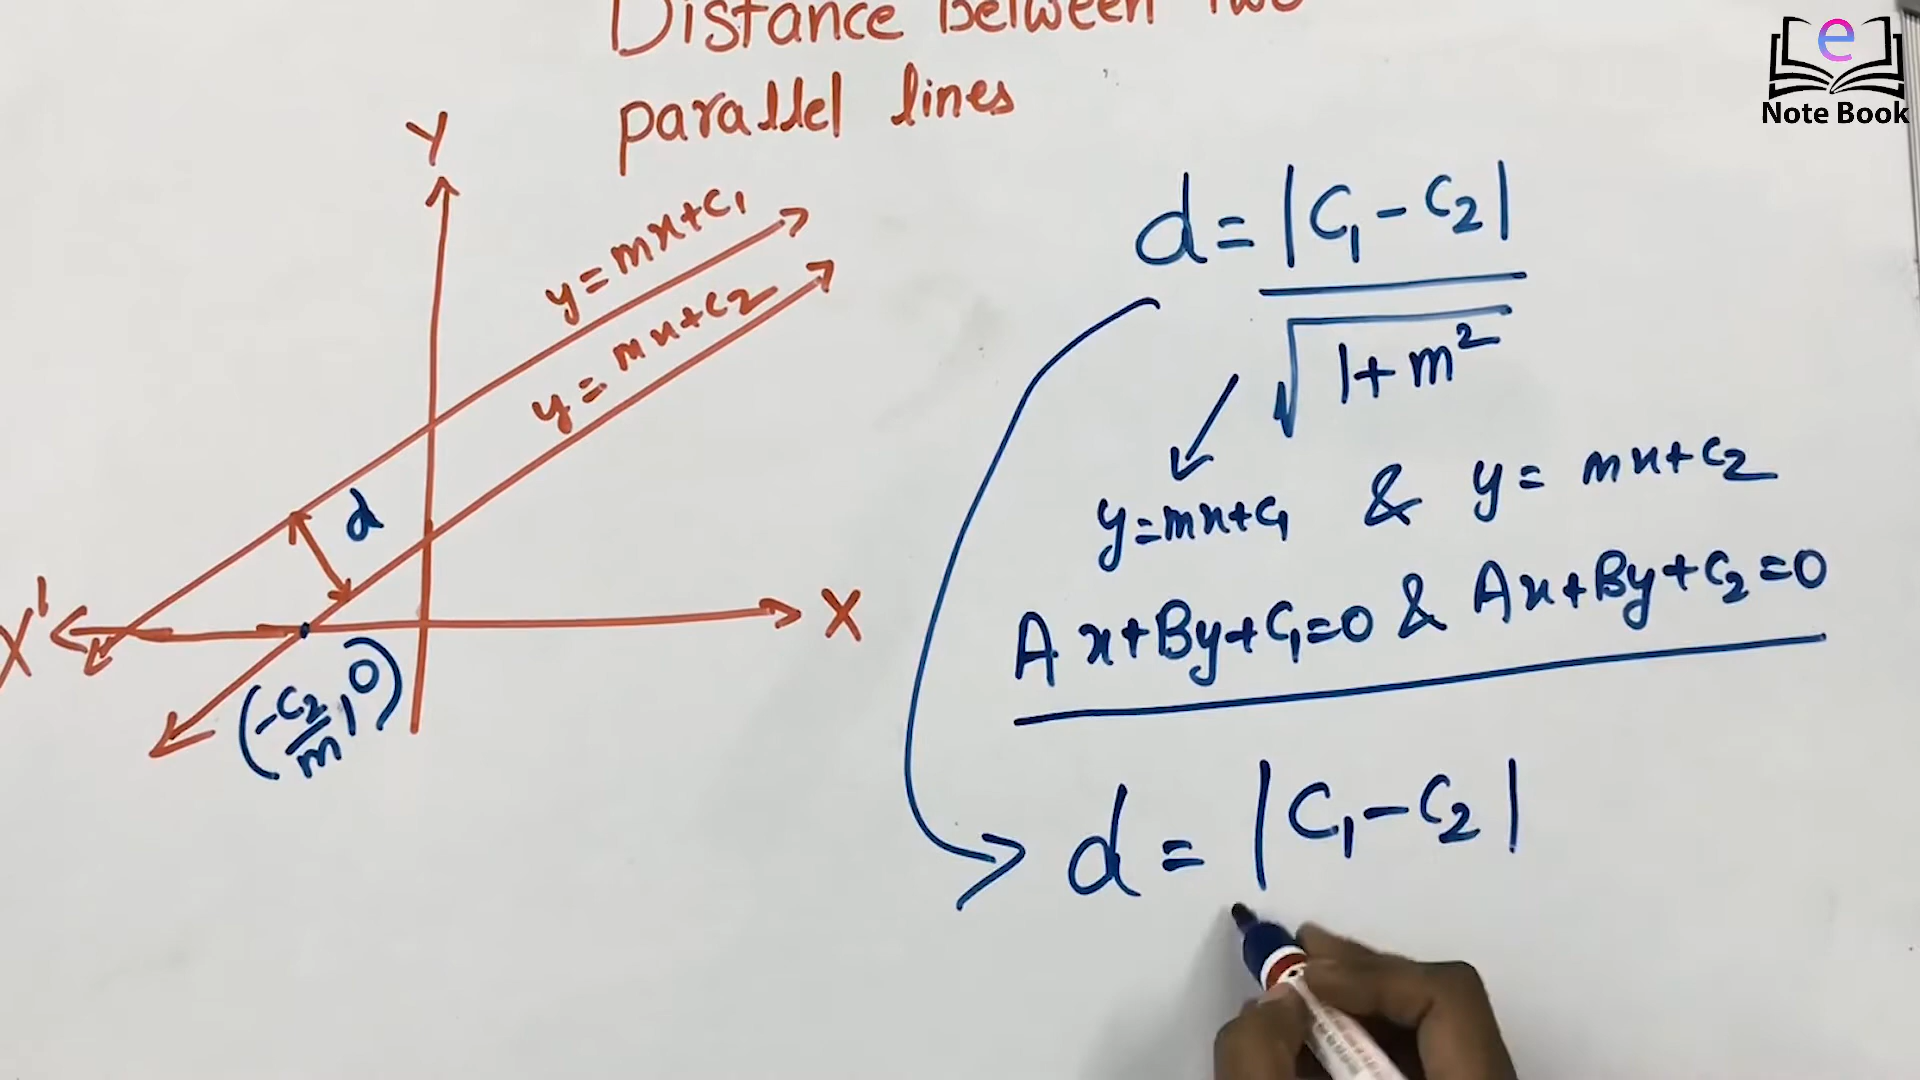 Distance between Two
parallel lines
e
Note Book
Y
y=mx+c₁
y=mx+c₂
d
X'
X
(-c₂/m, 0)
d=|C₁-C₂|
√1+m²
y=mx+c₁ & y=mx+c₂
Ax+By+C₁=0 & Ax+By+C₂=0
d=|C₁-C₂|